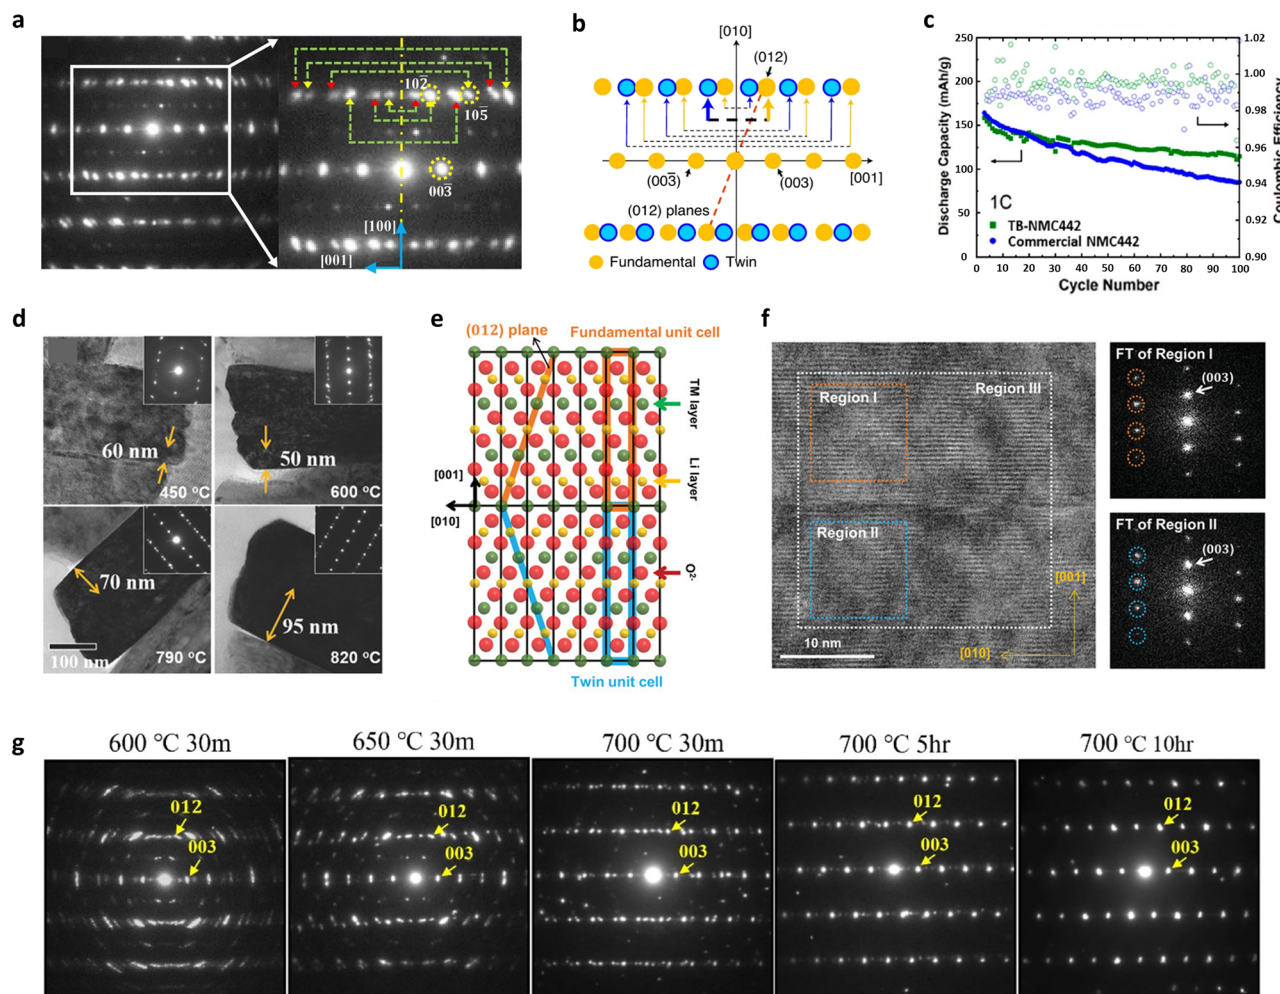 a
102̅
105̅
003̅
[100]
[001]
b
[010]
(012)
(003̅)
(003)
[001]
(012) planes
Fundamental
Twin
c
Discharge Capacity (mAh/g)
250
200
150
125
100
50
0
1C
TB-NMC442
Commercial NMC442
0 10 20 30 40 50 60 70 80 90 100
Cycle Number
1.02
1.00
0.98
0.96
0.94
0.92
0.90
Coulombic Efficiency
d
60 nm
450 °C
50 nm
600 °C
70 nm
100 nm
790 °C
95 nm
820 °C
e
(012) plane
Fundamental unit cell
TM layer
Li layer
O²⁻
[001]
[010]
Twin unit cell
f
Region I
Region III
Region II
[001]
[010]
10 nm
FT of Region I
(003)
FT of Region II
(003)
g
600 °C 30m
012
003
650 °C 30m
012
003
700 °C 30m
012
003
700 °C 5hr
012
003
700 °C 10hr
012
003